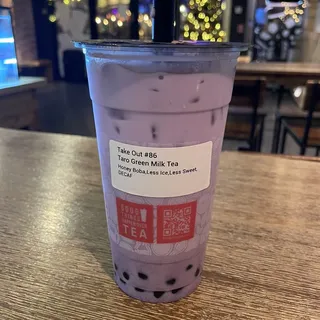 Take Out #86
Taro Green Milk Tea
Honey Boba,Less Ice,Less Sweet,
DECAF
TEA